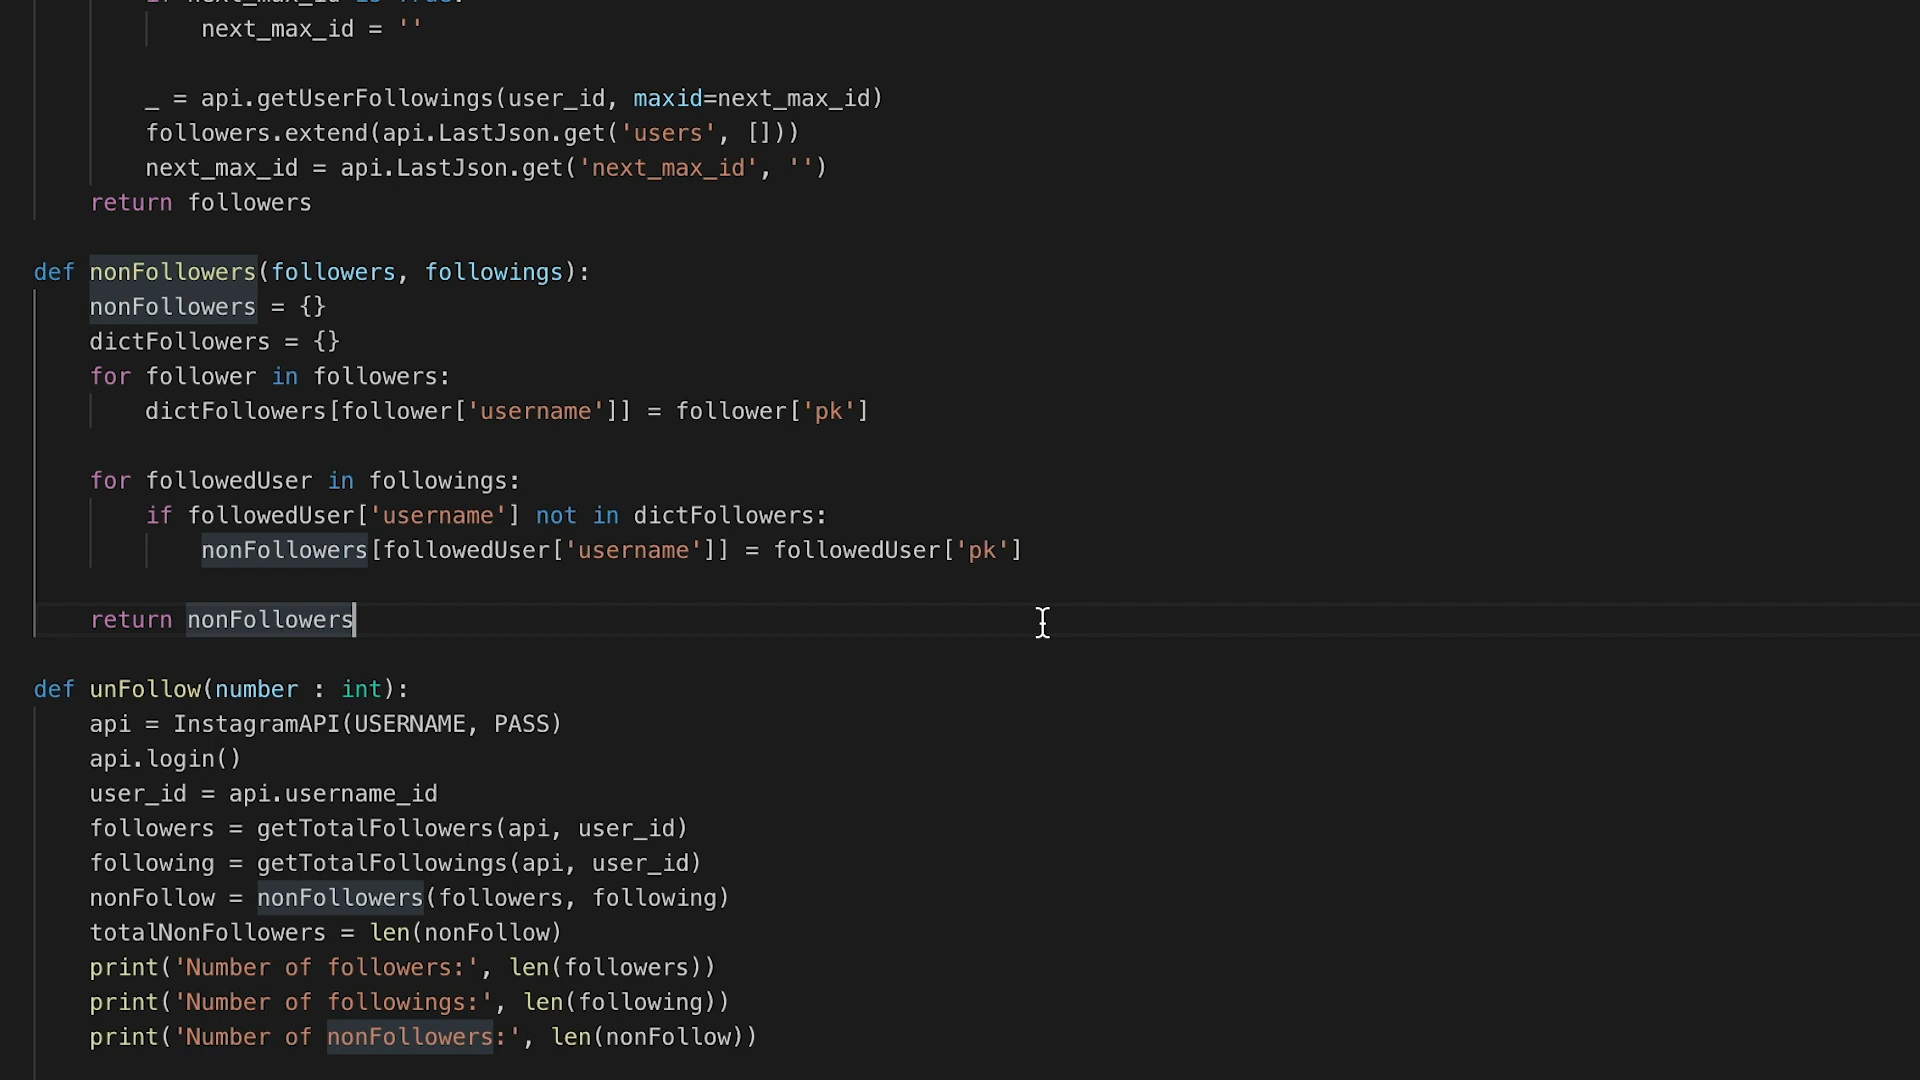 next_max_id = ''
_ = api.getUserFollowings(user_id, maxid=next_max_id)
followers.extend(api.LastJson.get('users', []))
next_max_id = api.LastJson.get('next_max_id', '')
return followers
def nonFollowers(followers, followings):
nonFollowers = {}
dictFollowers = {}
for follower in followers:
dictFollowers[follower['username']] = follower['pk']
for followedUser in followings:
if followedUser['username'] not in dictFollowers:
nonFollowers[followedUser['username']] = followedUser['pk']
return nonFollowers
def unFollow(number : int):
api = InstagramAPI(USERNAME, PASS)
api.login()
user_id = api.username_id
followers = getTotalFollowers(api, user_id)
following = getTotalFollowings(api, user_id)
nonFollow = nonFollowers(followers, following)
totalNonFollowers = len(nonFollow)
print('Number of followers:', len(followers))
print('Number of followings:', len(following))
print('Number of nonFollowers:', len(nonFollow))